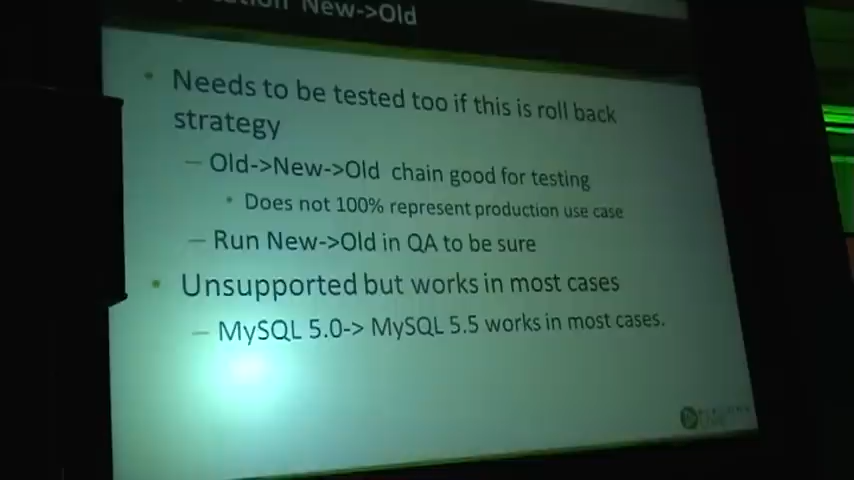 New->Old
• Needs to be tested too if this is roll back
strategy
– Old->New->Old chain good for testing
• Does not 100% represent production use case
– Run New->Old in QA to be sure
• Unsupported but works in most cases
– MySQL 5.0-> MySQL 5.5 works in most cases.